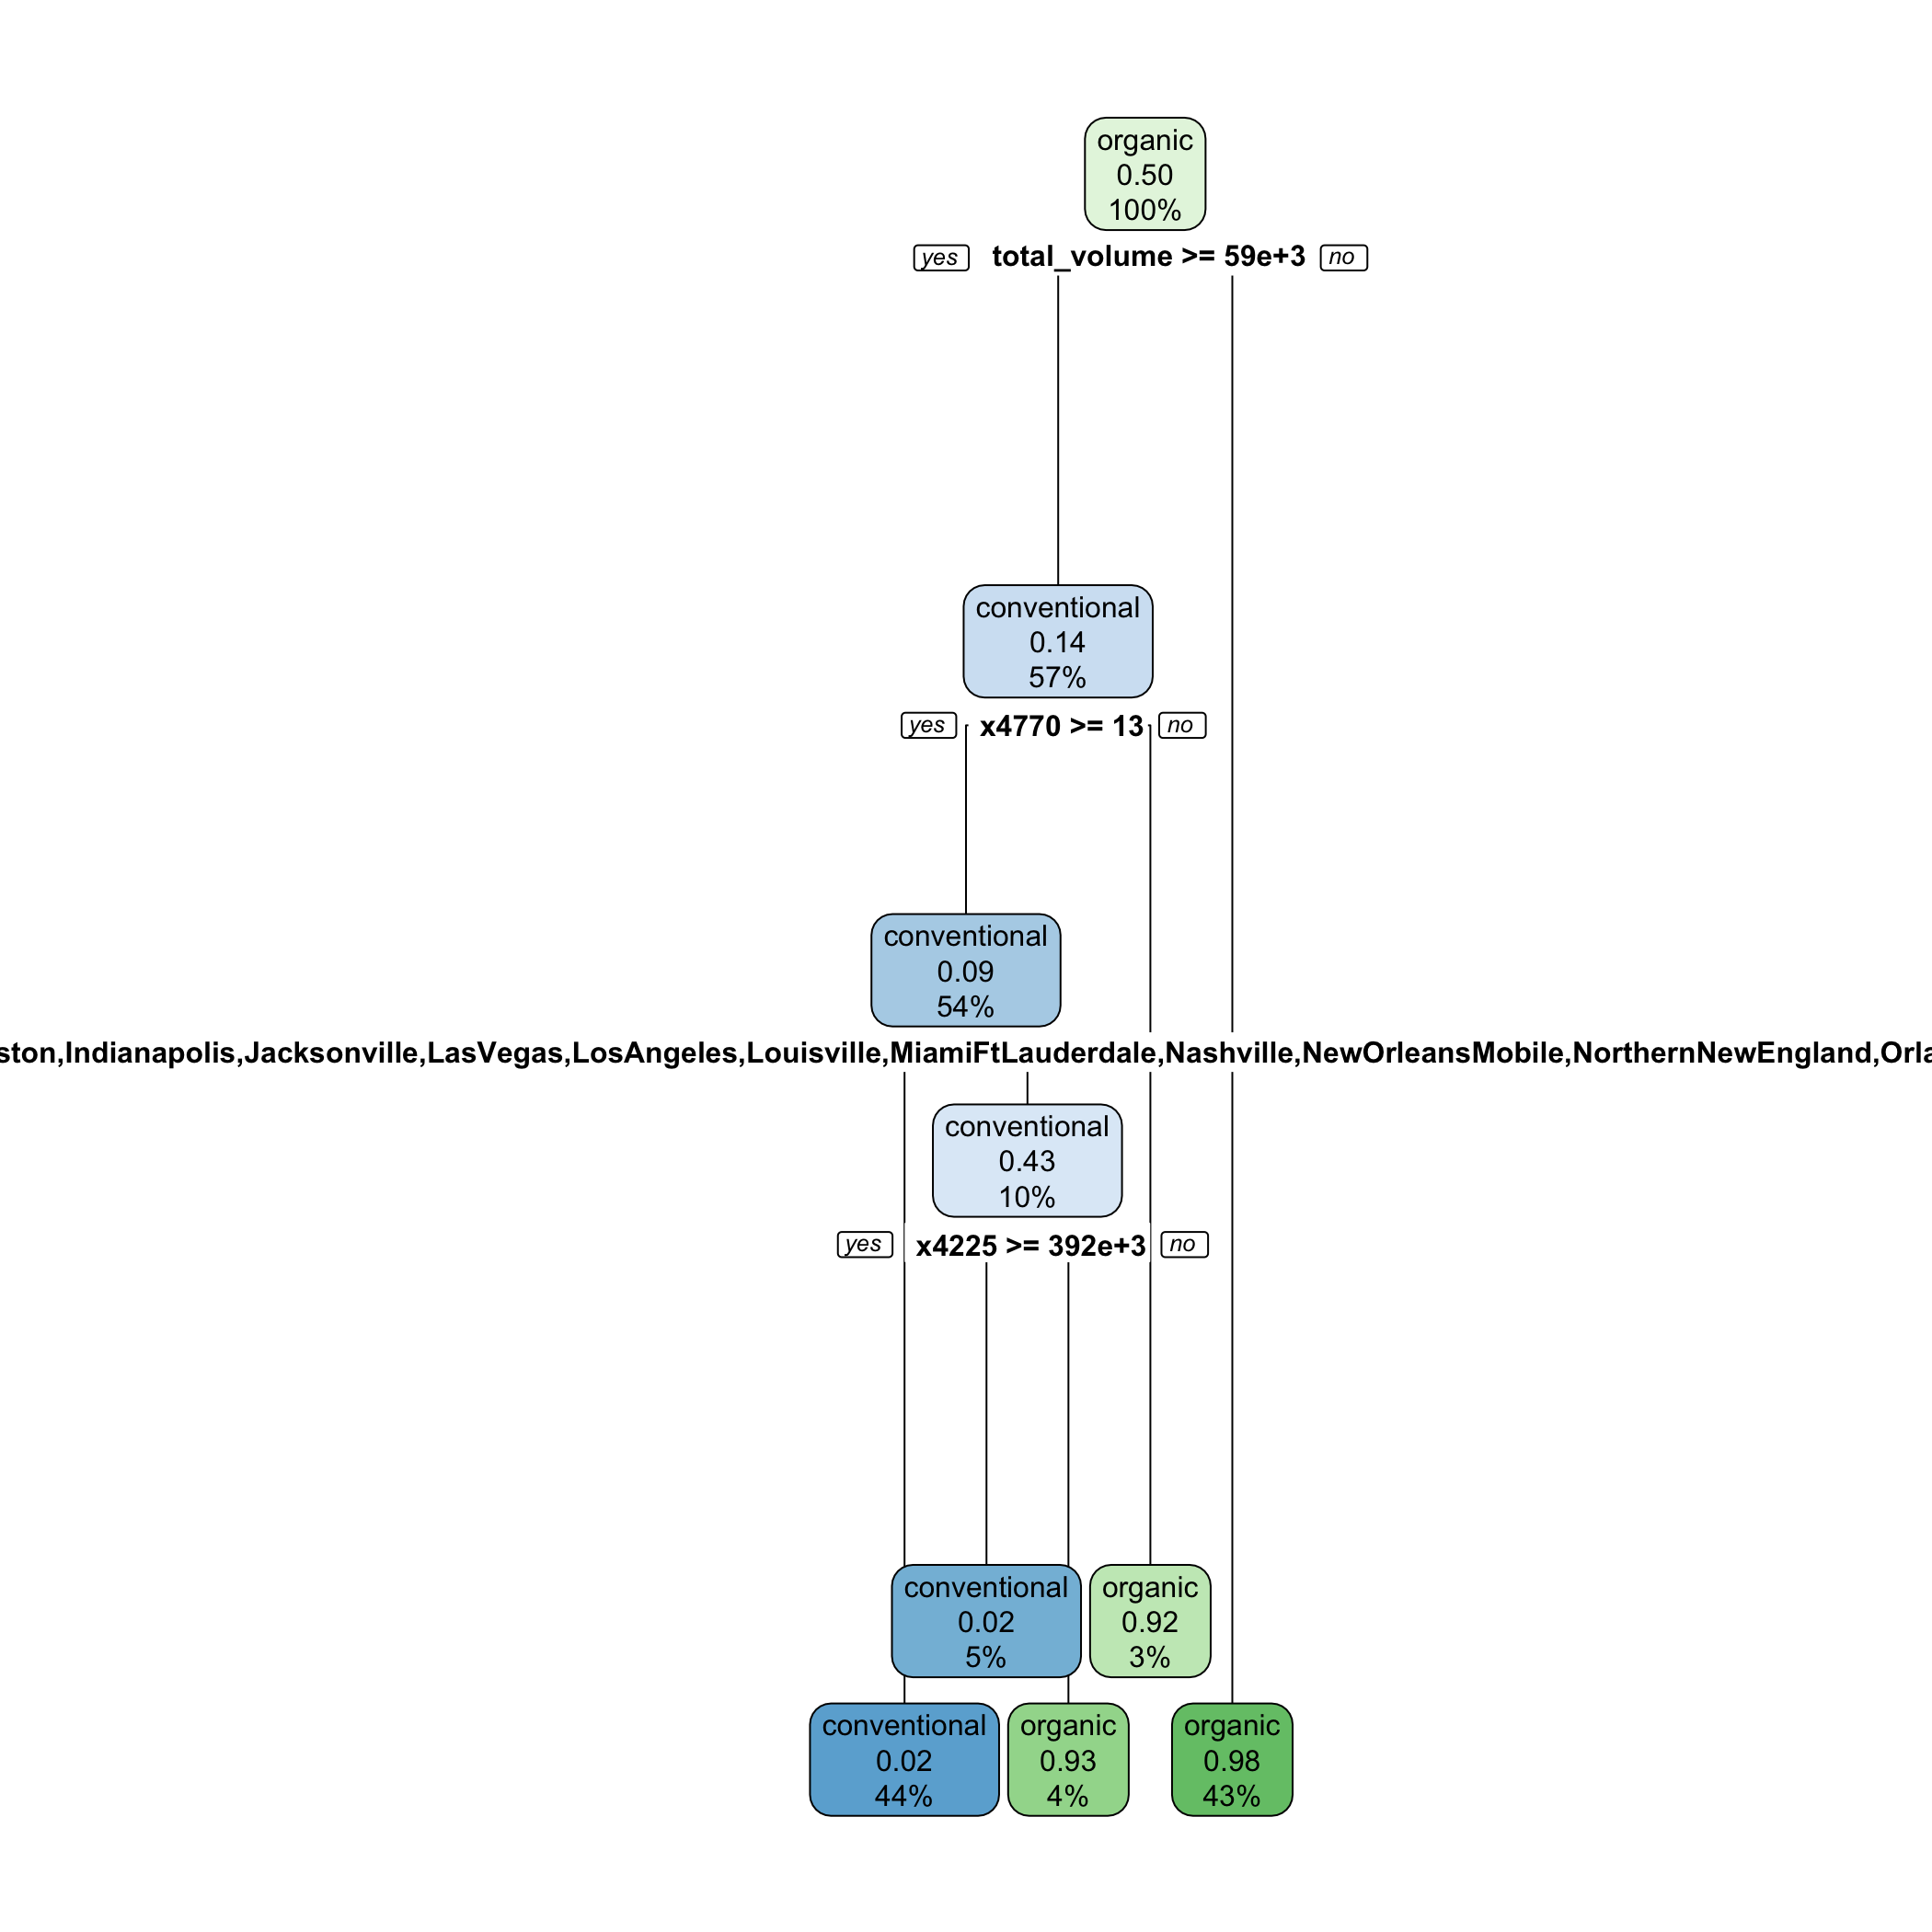 organic
0.50
100%
yes total_volume >= 59e+3 no
conventional
0.14
57%
yes x4770 >= 13 no
conventional
0.09
54%
ston,Indianapolis,Jacksonville,LasVegas,LosAngeles,Louisville,MiamiFtLauderdale,Nashville,NewOrleansMobile,NorthernNewEngland,Orla
conventional
0.43
10%
yes x4225 >= 392e+3 no
conventional
0.02
5%
organic
0.92
3%
conventional
0.02
44%
organic
0.93
4%
organic
0.98
43%